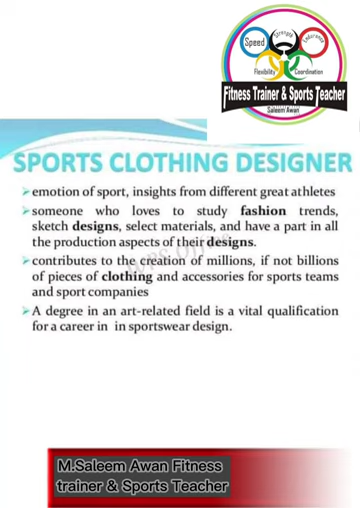 Speed
Strength
Endurance
Flexibility
Coordination
Fitness Trainer & Sports Teacher
Saleem Awan
SPORTS CLOTHING DESIGNER
➢emotion of sport, insights from different great athletes
➢someone who loves to study fashion trends,
sketch designs, select materials, and have a part in all
the production aspects of their designs.
➢contributes to the creation of millions, if not billions
of pieces of clothing and accessories for sports teams
and sport companies
➢A degree in an art-related field is a vital qualification
for a career in in sportswear design.
M.Saleem Awan Fitness
trainer & Sports Teacher